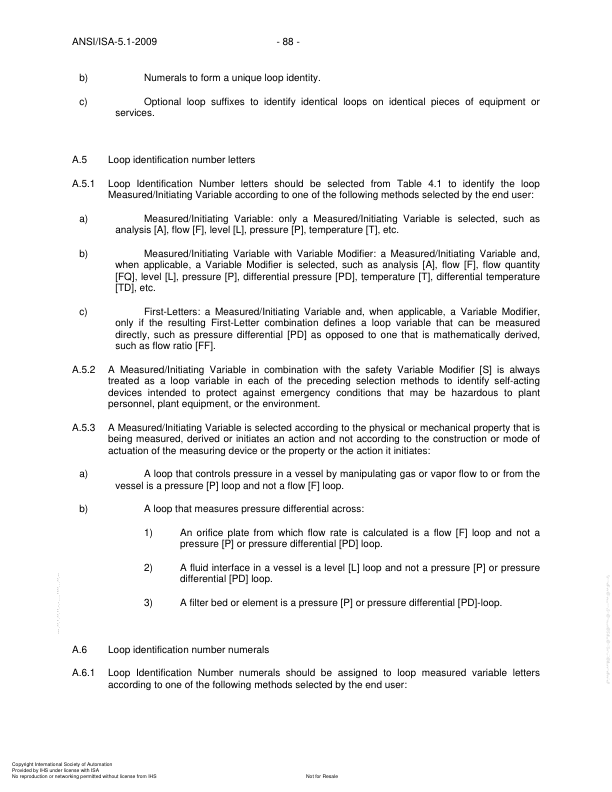 ANSI/ISA-5.1-2009 - 88 -
b) Numerals to form a unique loop identity.
c) Optional loop suffixes to identify identical loops on identical pieces of equipment or
services.
A.5 Loop identification number letters
A.5.1 Loop Identification Number letters should be selected from Table 4.1 to identify the loop
Measured/Initiating Variable according to one of the following methods selected by the end user:
a) Measured/Initiating Variable: only a Measured/Initiating Variable is selected, such as
analysis [A], flow [F], level [L], pressure [P], temperature [T], etc.
b) Measured/Initiating Variable with Variable Modifier: a Measured/Initiating Variable and,
when applicable, a Variable Modifier is selected, such as analysis [A], flow [F], flow quantity
[FQ], level [L], pressure [P], differential pressure [PD], temperature [T], differential temperature
[TD], etc.
c) First-Letters: a Measured/Initiating Variable and, when applicable, a Variable Modifier,
only if the resulting First-Letter combination defines a loop variable that can be measured
directly, such as pressure differential [PD] as opposed to one that is mathematically derived,
such as flow ratio [FF].
A.5.2 A Measured/Initiating Variable in combination with the safety Variable Modifier [S] is always
treated as a loop variable in each of the preceding selection methods to identify self-acting
devices intended to protect against emergency conditions that may be hazardous to plant
personnel, plant equipment, or the environment.
A.5.3 A Measured/Initiating Variable is selected according to the physical or mechanical property that is
being measured, derived or initiates an action and not according to the construction or mode of
actuation of the measuring device or the property or the action it initiates:
a) A loop that controls pressure in a vessel by manipulating gas or vapor flow to or from the
vessel is a pressure [P] loop and not a flow [F] loop.
b) A loop that measures pressure differential across:
1) An orifice plate from which flow rate is calculated is a flow [F] loop and not a
pressure [P] or pressure differential [PD] loop.
2) A fluid interface in a vessel is a level [L] loop and not a pressure [P] or pressure
differential [PD] loop.
3) A filter bed or element is a pressure [P] or pressure differential [PD]-loop.
A.6 Loop identification number numerals
A.6.1 Loop Identification Number numerals should be assigned to loop measured variable letters
according to one of the following methods selected by the end user:
Copyright International Society of Automation
Provided by IHS under license with ISA
No reproduction or networking permitted without license from IHS Not for Resale